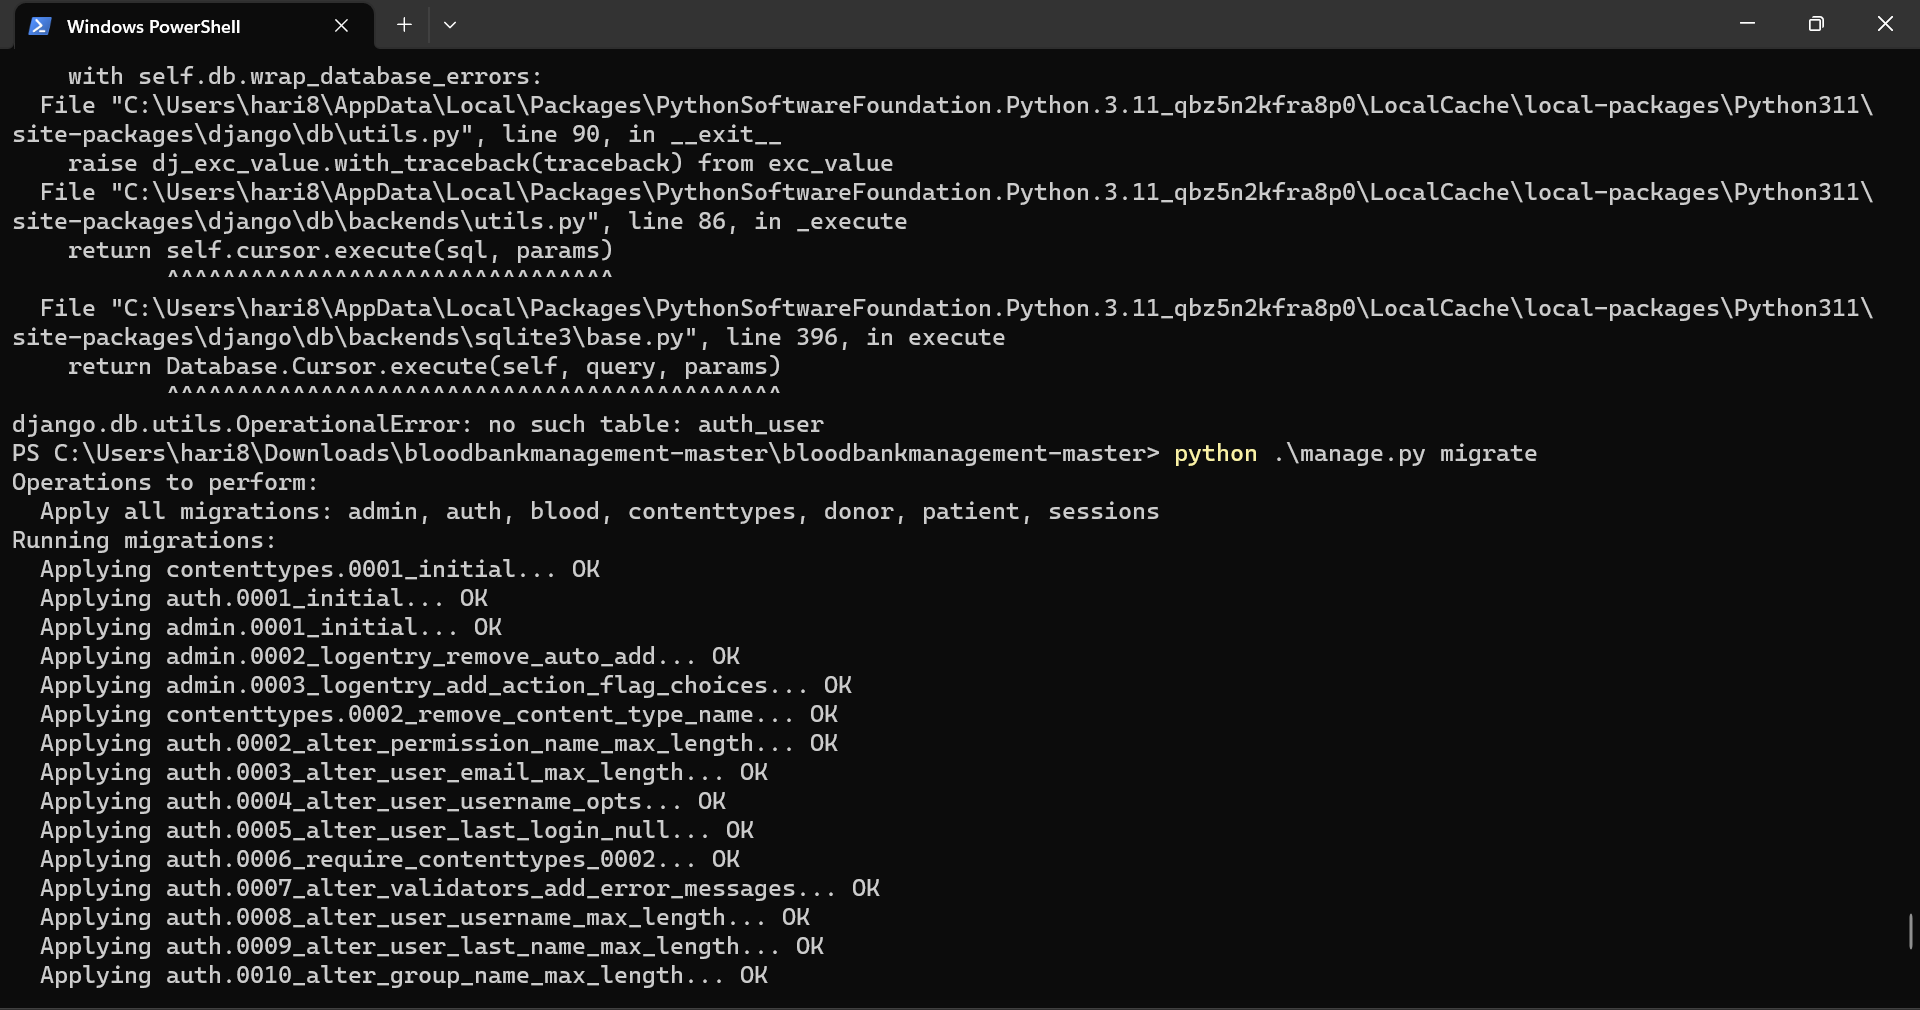 Windows PowerShell
with self.db.wrap_database_errors:
File "C:\Users\hari8\AppData\Local\Packages\PythonSoftwareFoundation.Python.3.11_qbz5n2kfra8p0\LocalCache\local-packages\Python311\
site-packages\django\db\utils.py", line 90, in __exit__
raise dj_exc_value.with_traceback(traceback) from exc_value
File "C:\Users\hari8\AppData\Local\Packages\PythonSoftwareFoundation.Python.3.11_qbz5n2kfra8p0\LocalCache\local-packages\Python311\
site-packages\django\db\backends\utils.py", line 86, in _execute
return self.cursor.execute(sql, params)
^^^^^^^^^^^^^^^^^^^^^^^^^^^^^^^^
File "C:\Users\hari8\AppData\Local\Packages\PythonSoftwareFoundation.Python.3.11_qbz5n2kfra8p0\LocalCache\local-packages\Python311\
site-packages\django\db\backends\sqlite3\base.py", line 396, in execute
return Database.Cursor.execute(self, query, params)
^^^^^^^^^^^^^^^^^^^^^^^^^^^^^^^^^^^^^^^^^^^^
django.db.utils.OperationalError: no such table: auth_user
PS C:\Users\hari8\Downloads\bloodbankmanagement-master\bloodbankmanagement-master> python .\manage.py migrate
Operations to perform:
Apply all migrations: admin, auth, blood, contenttypes, donor, patient, sessions
Running migrations:
Applying contenttypes.0001_initial... OK
Applying auth.0001_initial... OK
Applying admin.0001_initial... OK
Applying admin.0002_logentry_remove_auto_add... OK
Applying admin.0003_logentry_add_action_flag_choices... OK
Applying contenttypes.0002_remove_content_type_name... OK
Applying auth.0002_alter_permission_name_max_length... OK
Applying auth.0003_alter_user_email_max_length... OK
Applying auth.0004_alter_user_username_opts... OK
Applying auth.0005_alter_user_last_login_null... OK
Applying auth.0006_require_contenttypes_0002... OK
Applying auth.0007_alter_validators_add_error_messages... OK
Applying auth.0008_alter_user_username_max_length... OK
Applying auth.0009_alter_user_last_name_max_length... OK
Applying auth.0010_alter_group_name_max_length... OK